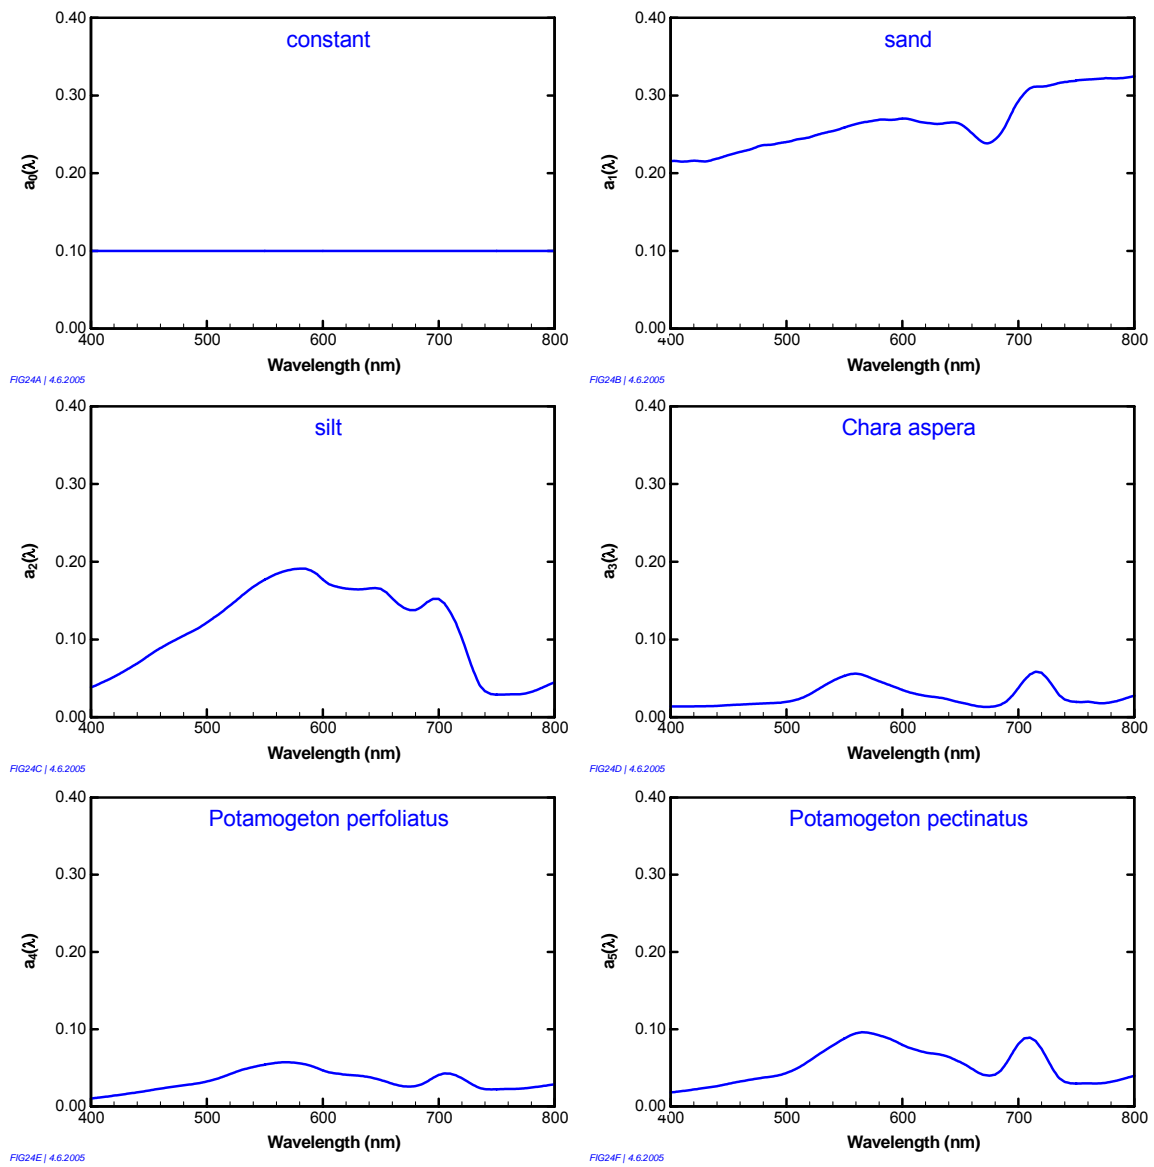 constant
0.40
0.30
0.20
0.10
0.00
a0(λ)
400 500 600 700 800
Wavelength (nm)
FIG24A | 4.6.2005
sand
0.40
0.30
0.20
0.10
0.00
a1(λ)
400 500 600 700 800
Wavelength (nm)
FIG24B | 4.6.2005
silt
0.40
0.30
0.20
0.10
0.00
a2(λ)
400 500 600 700 800
Wavelength (nm)
FIG24C | 4.6.2005
Chara aspera
0.40
0.30
0.20
0.10
0.00
a3(λ)
400 500 600 700 800
Wavelength (nm)
FIG24D | 4.6.2005
Potamogeton perfoliatus
0.40
0.30
0.20
0.10
0.00
a4(λ)
400 500 600 700 800
Wavelength (nm)
FIG24E | 4.6.2005
Potamogeton pectinatus
0.40
0.30
0.20
0.10
0.00
a5(λ)
400 500 600 700 800
Wavelength (nm)
FIG24F | 4.6.2005